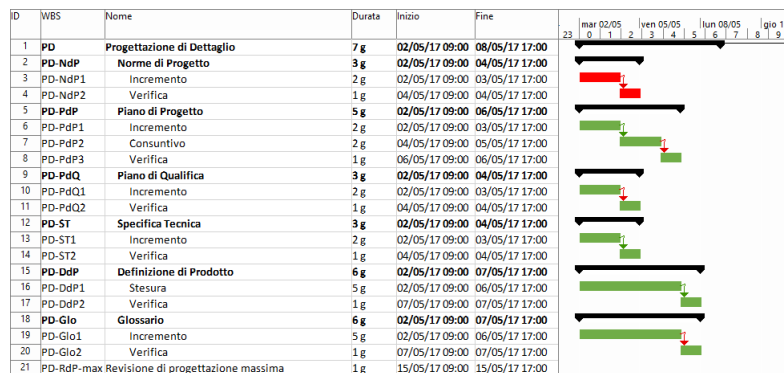 ID WBS Nome Durata Inizio Fine
mar 02/05 ven 05/05 lun 08/05 gio 1
23 0 1 2 3 4 5 6 7 8 9
1 PD Progettazione di Dettaglio 7 g 02/05/17 09:00 08/05/17 17:00
2 PD-NdP Norme di Progetto 3 g 02/05/17 09:00 04/05/17 17:00
3 PD-NdP1 Incremento 2 g 02/05/17 09:00 03/05/17 17:00
4 PD-NdP2 Verifica 1 g 04/05/17 09:00 04/05/17 17:00
5 PD-PdP Piano di Progetto 5 g 02/05/17 09:00 06/05/17 17:00
6 PD-PdP1 Incremento 2 g 02/05/17 09:00 03/05/17 17:00
7 PD-PdP2 Consuntivo 2 g 04/05/17 09:00 05/05/17 17:00
8 PD-PdP3 Verifica 1 g 06/05/17 09:00 06/05/17 17:00
9 PD-PdQ Piano di Qualifica 3 g 02/05/17 09:00 04/05/17 17:00
10 PD-PdQ1 Incremento 2 g 02/05/17 09:00 03/05/17 17:00
11 PD-PdQ2 Verifica 1 g 04/05/17 09:00 04/05/17 17:00
12 PD-ST Specifica Tecnica 3 g 02/05/17 09:00 04/05/17 17:00
13 PD-ST1 Incremento 2 g 02/05/17 09:00 03/05/17 17:00
14 PD-ST2 Verifica 1 g 04/05/17 09:00 04/05/17 17:00
15 PD-DdP Definizione di Prodotto 6 g 02/05/17 09:00 07/05/17 17:00
16 PD-DdP1 Stesura 5 g 02/05/17 09:00 06/05/17 17:00
17 PD-DdP2 Verifica 1 g 07/05/17 09:00 07/05/17 17:00
18 PD-Glo Glossario 6 g 02/05/17 09:00 07/05/17 17:00
19 PD-Glo1 Incremento 5 g 02/05/17 09:00 06/05/17 17:00
20 PD-Glo2 Verifica 1 g 07/05/17 09:00 07/05/17 17:00
21 PD-RdP-max Revisione di progettazione massima 1 g 15/05/17 09:00 15/05/17 17:00